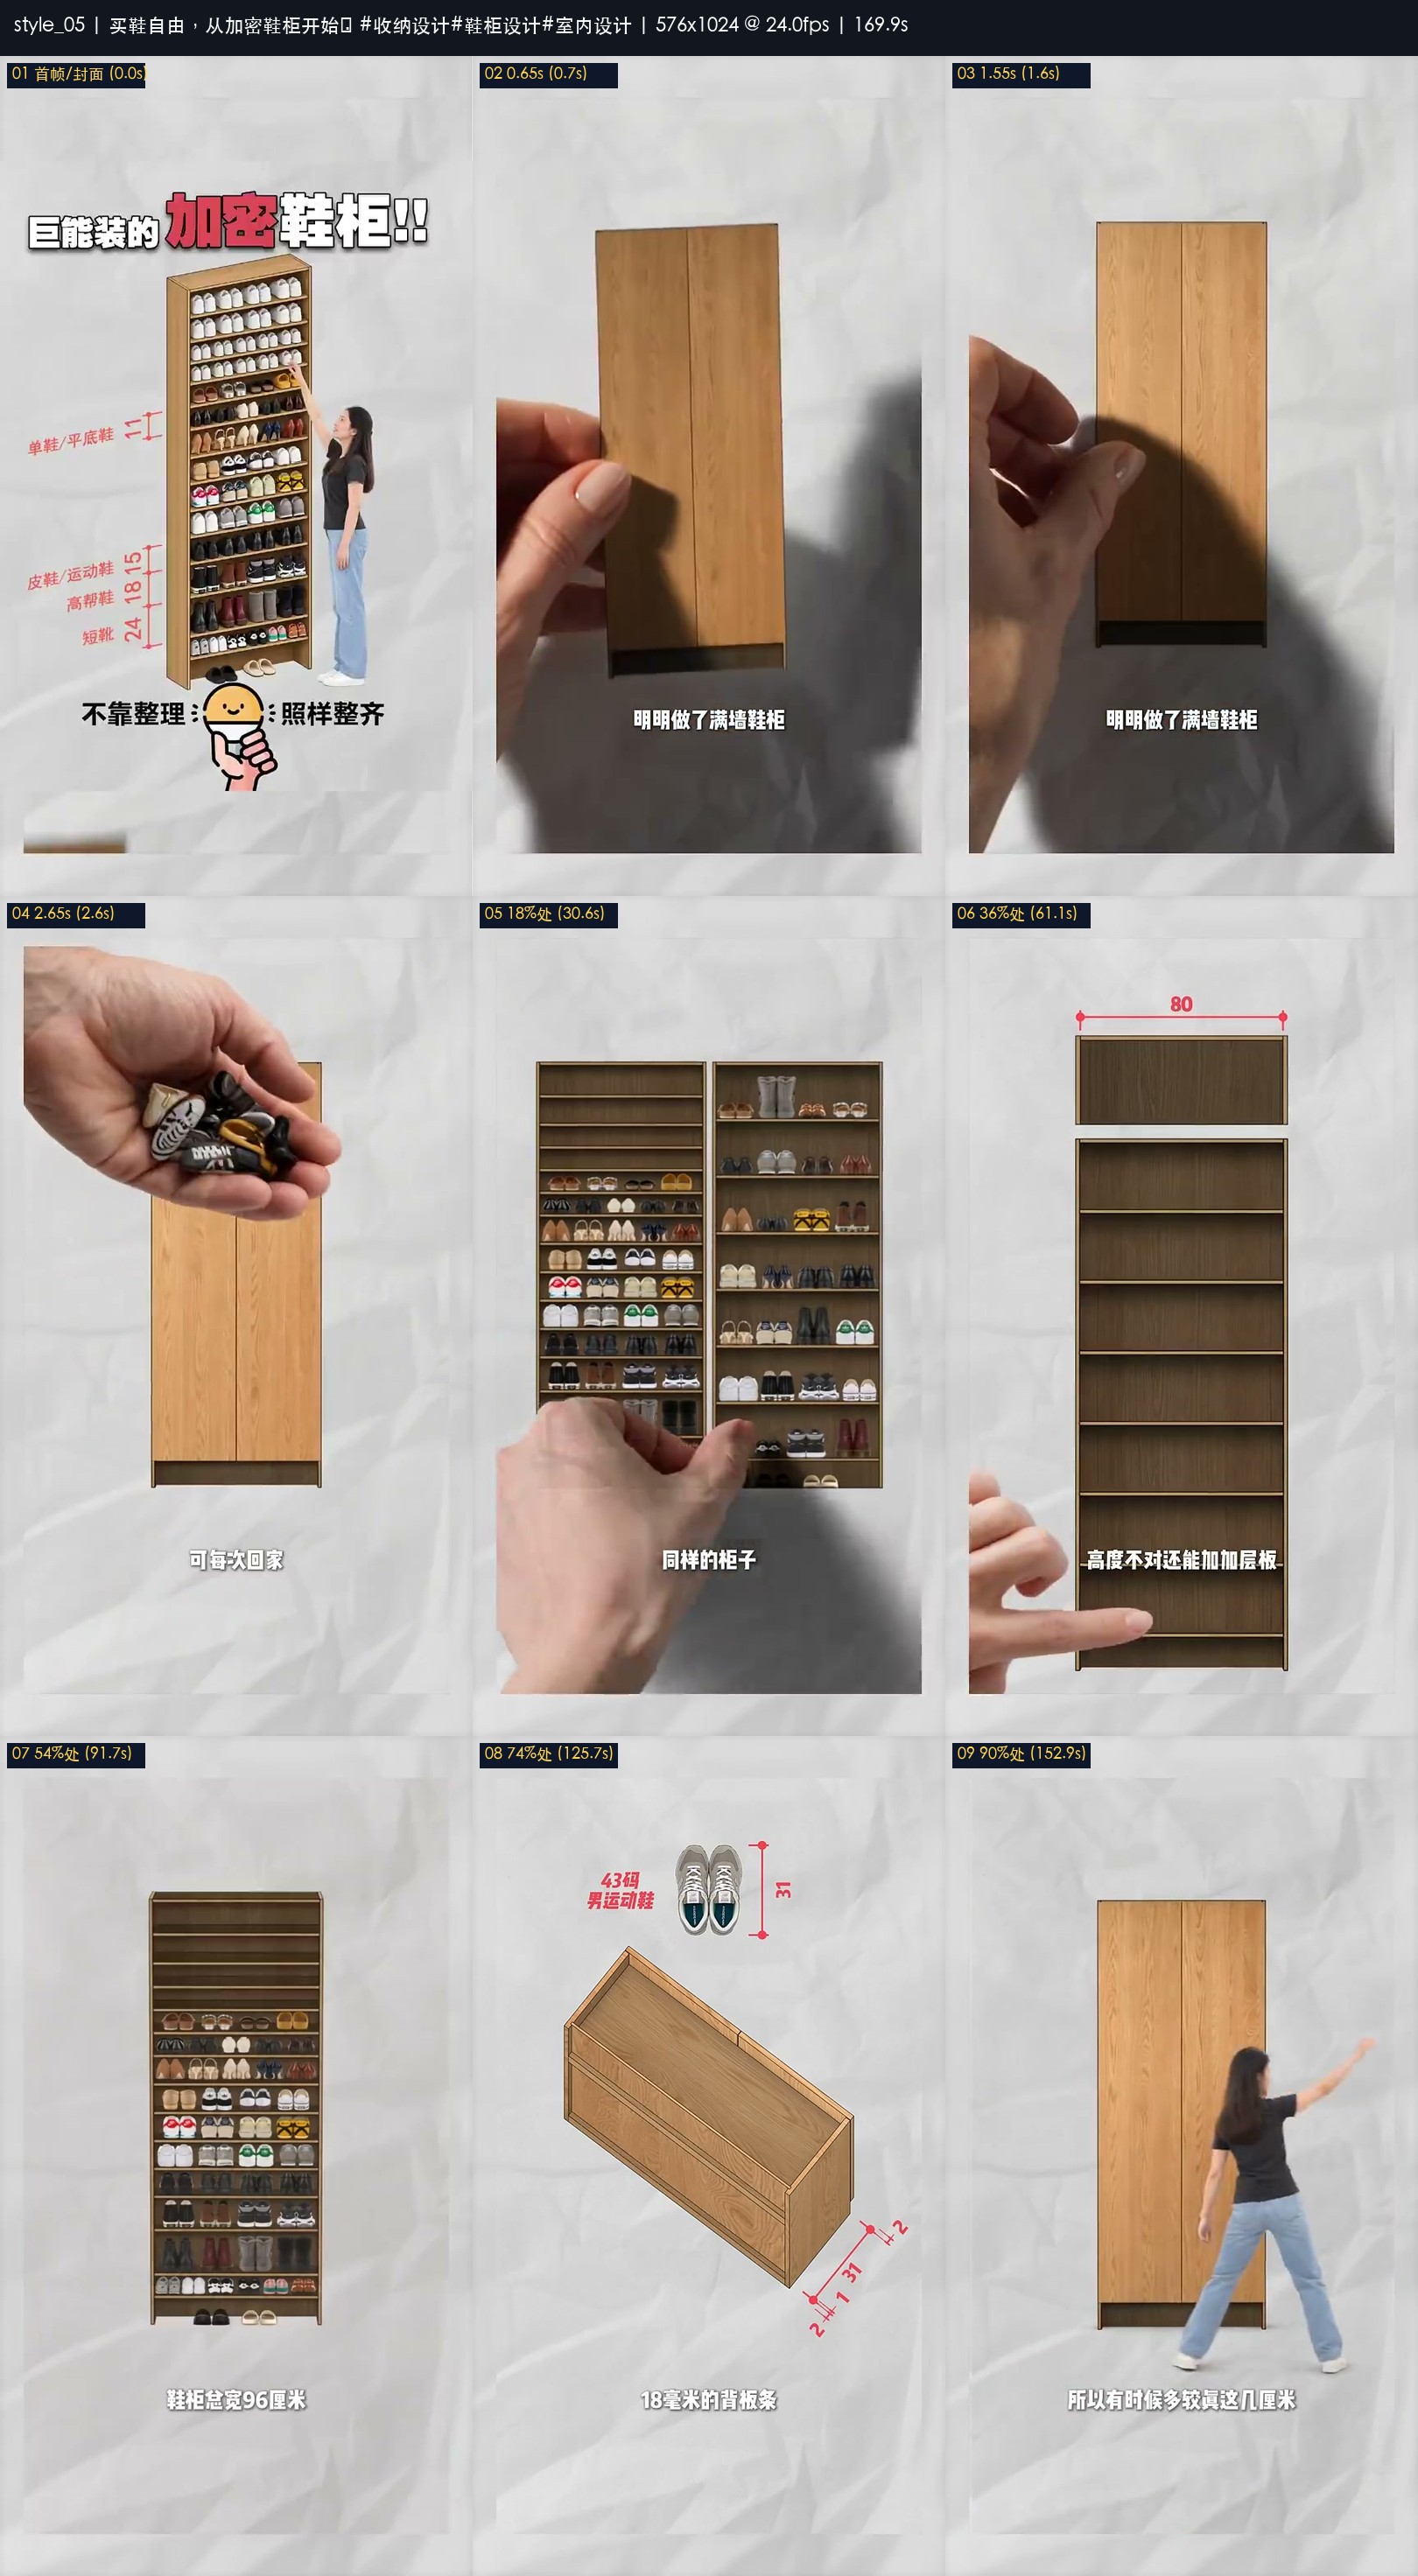 style_05 | 买鞋自由，从加密鞋柜开始 #收纳设计#鞋柜设计#室内设计 | 576x1024 @ 24.0fps | 169.9s
01 首帧/封面 (0.0s)
巨能装的加密鞋柜!!
单鞋/平底鞋 11
皮鞋/运动鞋 15
高帮鞋 18
短靴 24
不靠整理 照样整齐
02 0.65s (0.7s)
明明做了满墙鞋柜
03 1.55s (1.6s)
明明做了满墙鞋柜
04 2.65s (2.6s)
可每次回家
05 18%处 (30.6s)
同样的柜子
06 36%处 (61.1s)
80
高度不对还能加加层板
07 54%处 (91.7s)
鞋柜总宽96厘米
08 74%处 (125.7s)
43码
男运动鞋
31
2
31
1
2
18毫米的背板条
09 90%处 (152.9s)
所以有时候多较真这几厘米